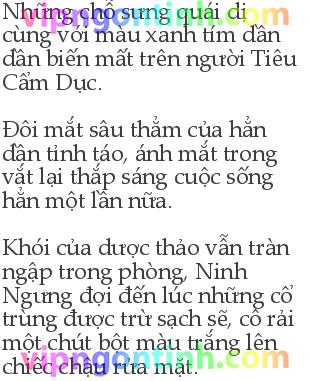 vipngontinh.com
Những chỗ sưng quái dị
cùng với màu xanh tím dần
dần biến mất trên người Tiêu
Cẩm Dục.
Đôi mắt sâu thẳm của hắn
dần tỉnh táo, ánh mắt trong
vắt lại thắp sáng cuộc sống
hắn một lần nữa.
Khói của dược thảo vẫn tràn
ngập trong phòng, Ninh
Ngưng đợi đến lúc những cổ
trùng được trừ sạch sẽ, cô rải
một chút bột màu trắng lên
chiếc chậu rửa mặt.
vipngontinh.com